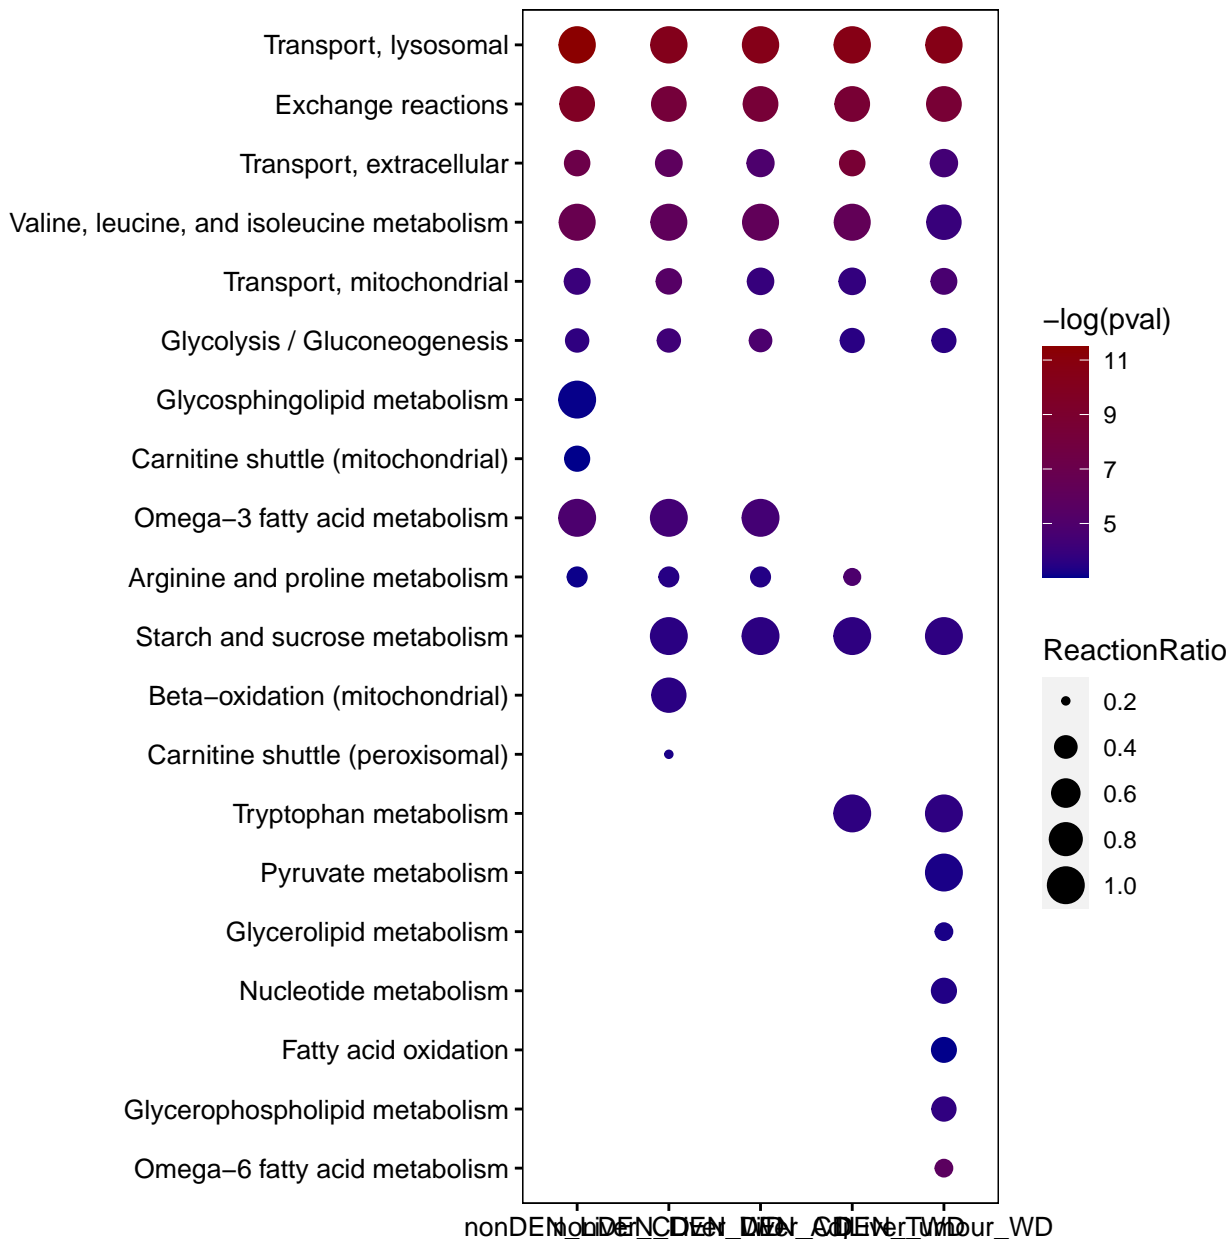 Transport, lysosomal
Exchange reactions
Transport, extracellular
Valine, leucine, and isoleucine metabolism
Transport, mitochondrial
Glycolysis / Gluconeogenesis
Glycosphingolipid metabolism
Carnitine shuttle (mitochondrial)
Omega−3 fatty acid metabolism
Arginine and proline metabolism
Starch and sucrose metabolism
Beta−oxidation (mitochondrial)
Carnitine shuttle (peroxisomal)
Tryptophan metabolism
Pyruvate metabolism
Glycerolipid metabolism
Nucleotide metabolism
Fatty acid oxidation
Glycerophospholipid metabolism
Omega−6 fatty acid metabolism
−log(pval)
11
9
7
5
ReactionRatio
0.2
0.4
0.6
0.8
1.0